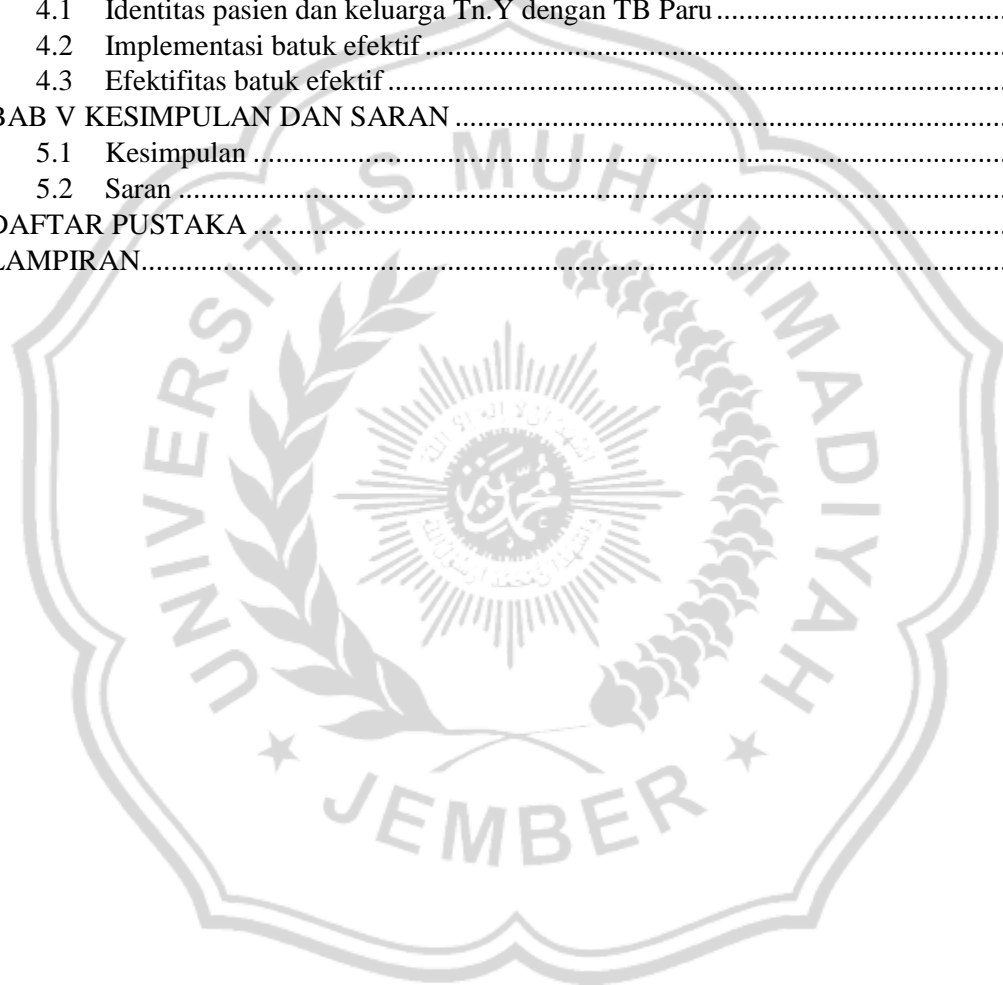 4.1 Identitas pasien dan keluarga Tn.Y dengan TB Paru ....................................
4.2 Implementasi batuk efektif ....................................
4.3 Efektifitas batuk efektif ....................................
BAB V KESIMPULAN DAN SARAN ....................................
5.1 Kesimpulan ....................................
5.2 Saran ....................................
DAFTAR PUSTAKA ....................................
LAMPIRAN....................................
UNIVERSITAS MUHAMMADIYAH
JEMBER